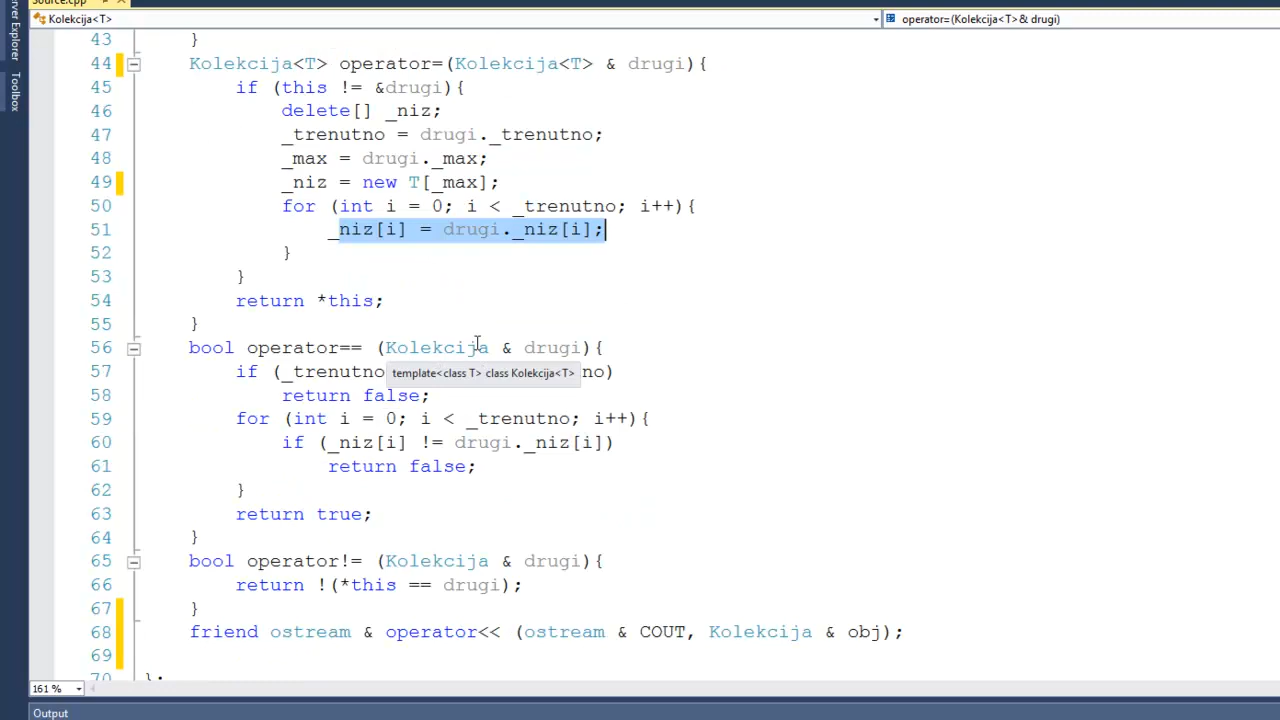 Source.cpp
Server Explorer
Toolbox
Kolekcija<T>
operator=(Kolekcija<T> & drugi)
43 }
44 Kolekcija<T> operator=(Kolekcija<T> & drugi){
45 if (this != &drugi){
46 delete[] _niz;
47 _trenutno = drugi._trenutno;
48 _max = drugi._max;
49 _niz = new T[_max];
50 for (int i = 0; i < _trenutno; i++){
51 _niz[i] = drugi._niz[i];
52 }
53 }
54 return *this;
55 }
56 bool operator== (Kolekcija & drugi){
57 if (_trenutno no)
template<class T> class Kolekcija<T>
58 return false;
59 for (int i = 0; i < _trenutno; i++){
60 if (_niz[i] != drugi._niz[i])
61 return false;
62 }
63 return true;
64 }
65 bool operator!= (Kolekcija & drugi){
66 return !(*this == drugi);
67 }
68 friend ostream & operator<< (ostream & COUT, Kolekcija & obj);
69
70 };
161 %
Output